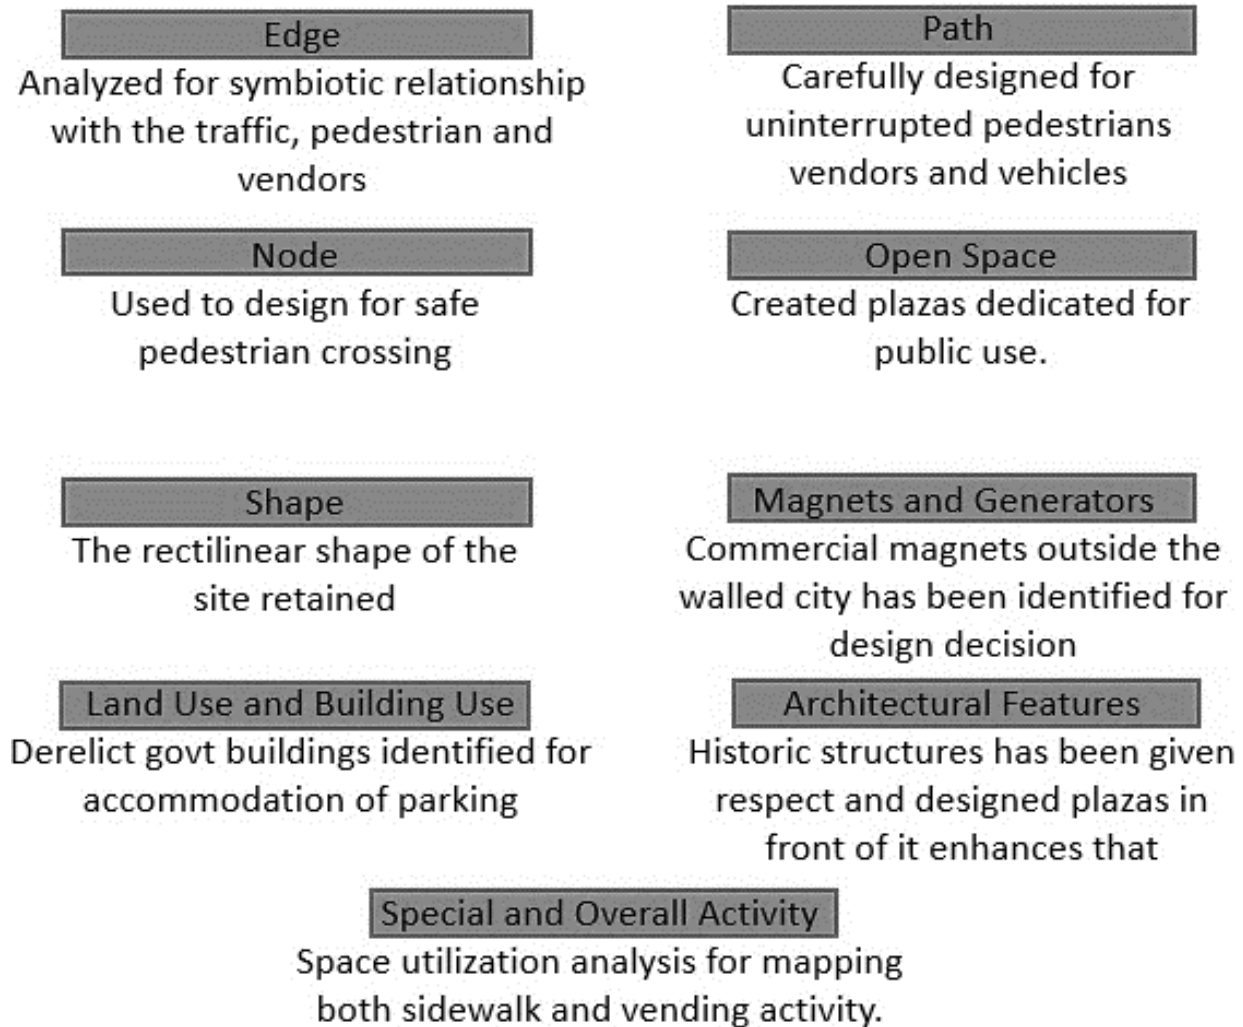 Edge
Analyzed for symbiotic relationship
with the traffic, pedestrian and
vendors
Path
Carefully designed for
uninterrupted pedestrians
vendors and vehicles
Node
Used to design for safe
pedestrian crossing
Open Space
Created plazas dedicated for
public use.
Shape
The rectilinear shape of the
site retained
Magnets and Generators
Commercial magnets outside the
walled city has been identified for
design decision
Land Use and Building Use
Derelict govt buildings identified for
accommodation of parking
Architectural Features
Historic structures has been given
respect and designed plazas in
front of it enhances that
Special and Overall Activity
Space utilization analysis for mapping
both sidewalk and vending activity.